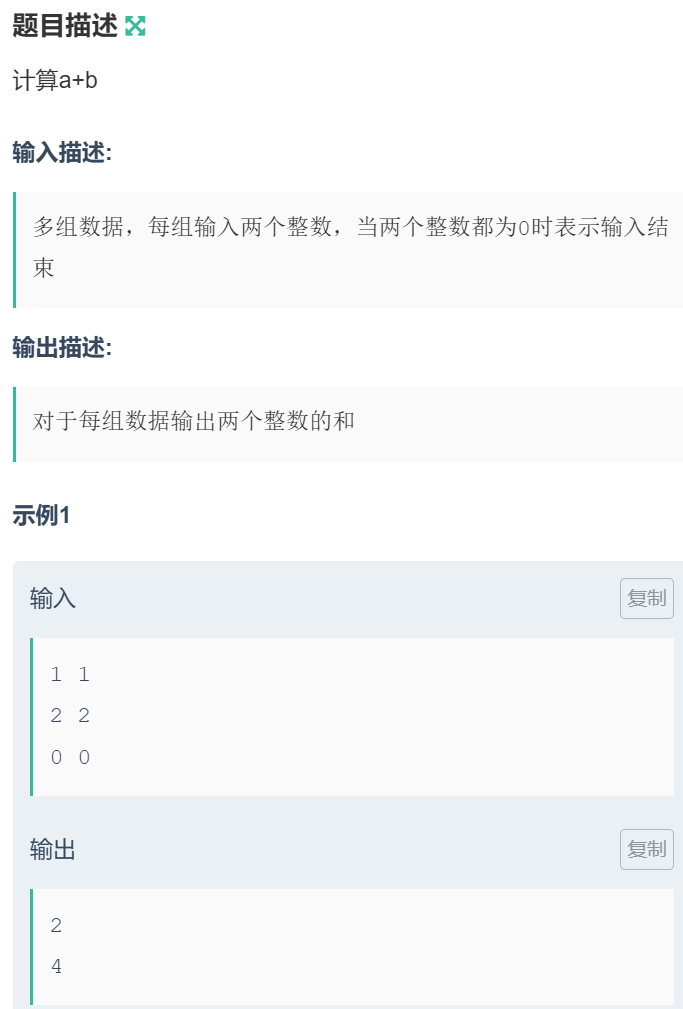 题目描述
计算a+b
输入描述:
多组数据，每组输入两个整数，当两个整数都为0时表示输入结
束
输出描述:
对于每组数据输出两个整数的和
示例1
输入 复制
1 1
2 2
0 0
输出 复制
2
4